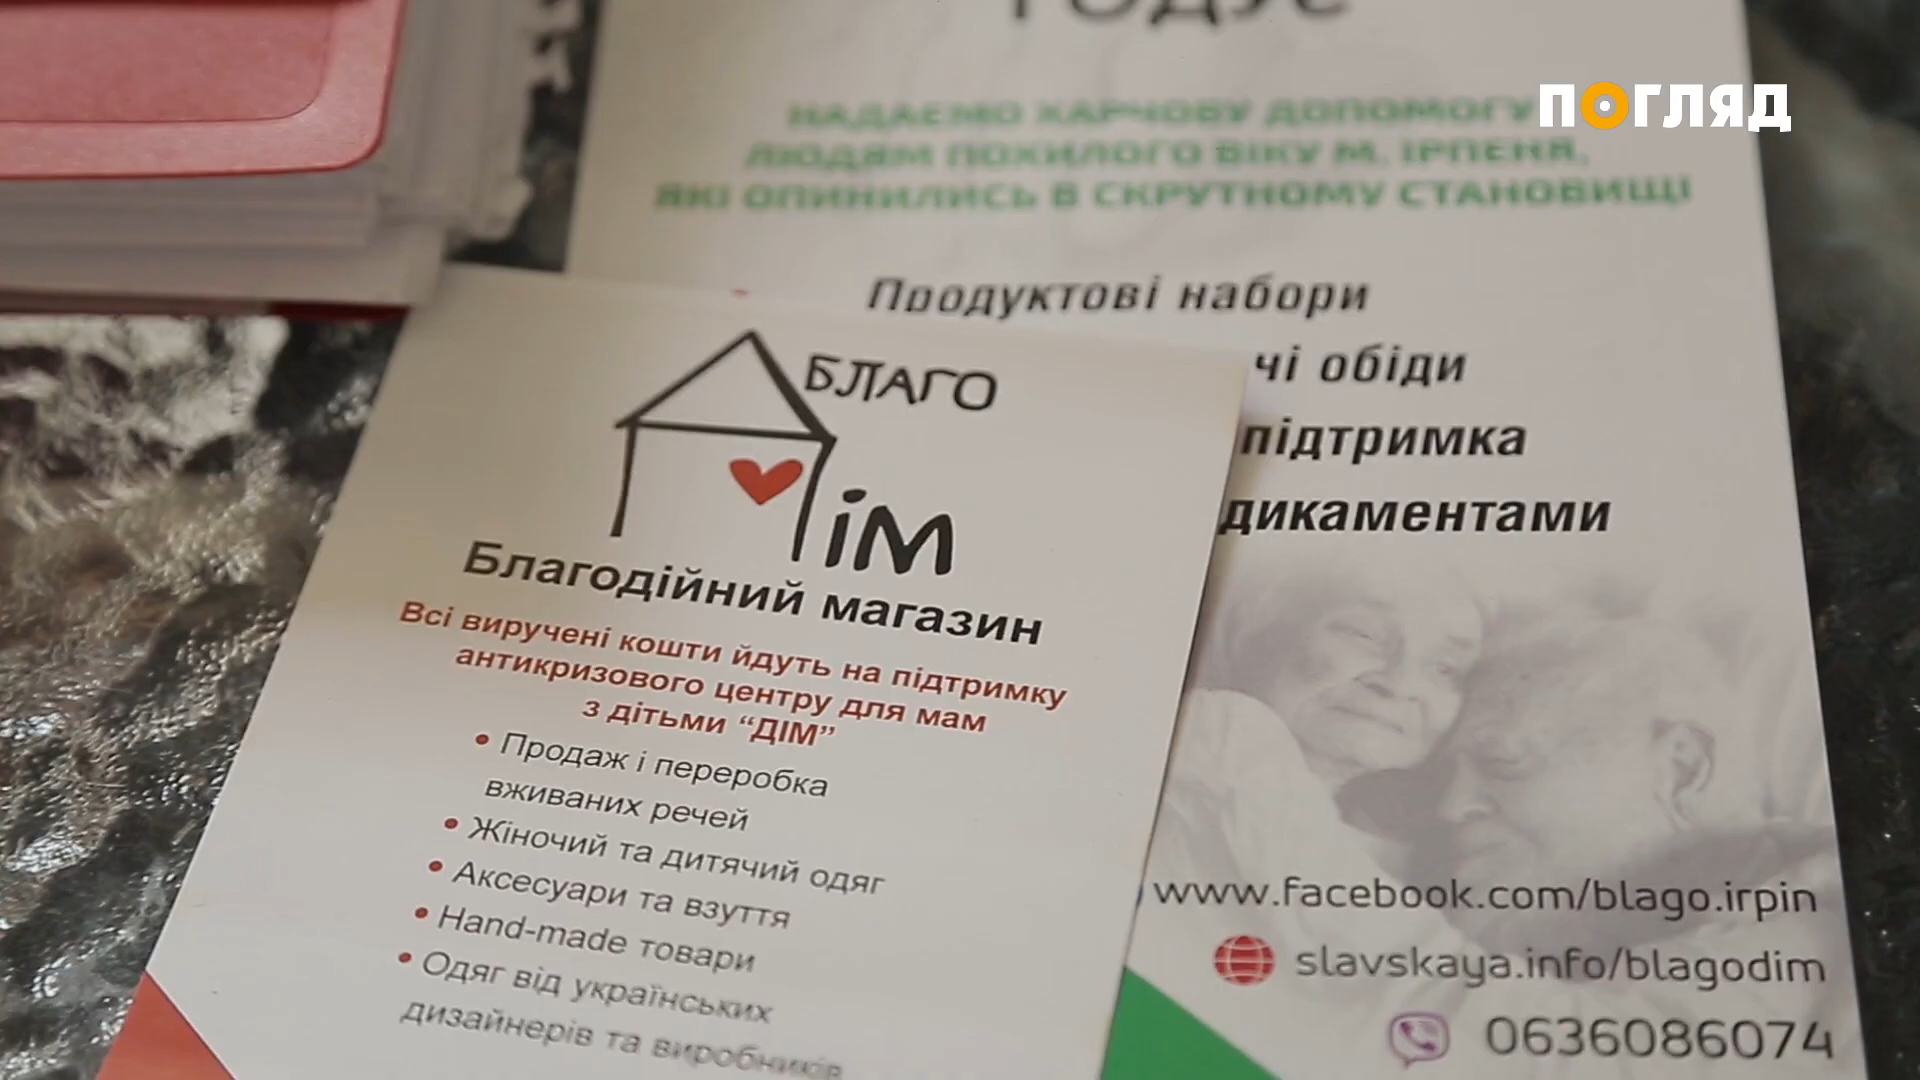 ПОГЛЯД
НАДАЄМО ХАРЧОВУ ДОПОМОГУ
ЛЮДЯМ ПОХИЛОГО ВІКУ М. ІРПЕНЯ,
ЯКІ ОПИНИЛИСЬ В СКРУТНОМУ СТАНОВИЩІ
Продуктові набори
чі обіди
підтримка
дикаментами
www.facebook.com/blago.irpin
slavskaya.info/blagodim
0636086074
БЛАГО
Дім
Благодійний магазин
Всі виручені кошти йдуть на підтримку
антикризового центру для мам
з дітьми “ДІМ”
• Продаж і переробка
вживаних речей
• Жіночий та дитячий одяг
• Аксесуари та взуття
• Hand-made товари
• Одяг від українських
дизайнерів та виробників